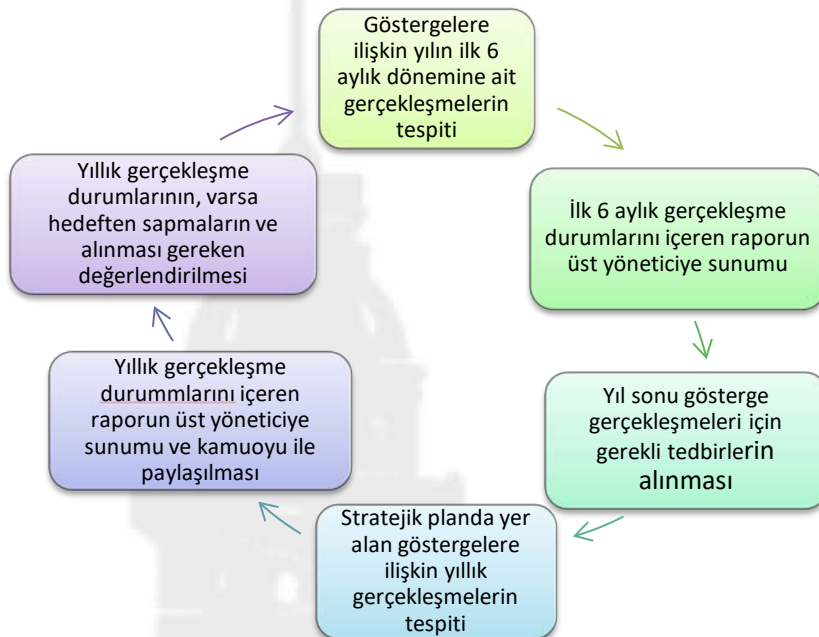 Göstergelere
ilişkin yılın ilk 6
aylık dönemine ait
gerçekleşmelerin
tespiti
İlk 6 aylık gerçekleşme
durumlarını içeren raporun
üst yöneticiye sunumu
Yıl sonu gösterge
gerçekleşmeleri için
gerekli tedbirlerin
alınması
Stratejik planda yer
alan göstergelere
ilişkin yıllık
gerçekleşmelerin
tespiti
Yıllık gerçekleşme
durummlarını içeren
raporun üst yöneticiye
sunumu ve kamuoyu ile
paylaşılması
Yıllık gerçekleşme
durumlarının, varsa
hedeften sapmaların ve
alınması gereken
değerlendirilmesi